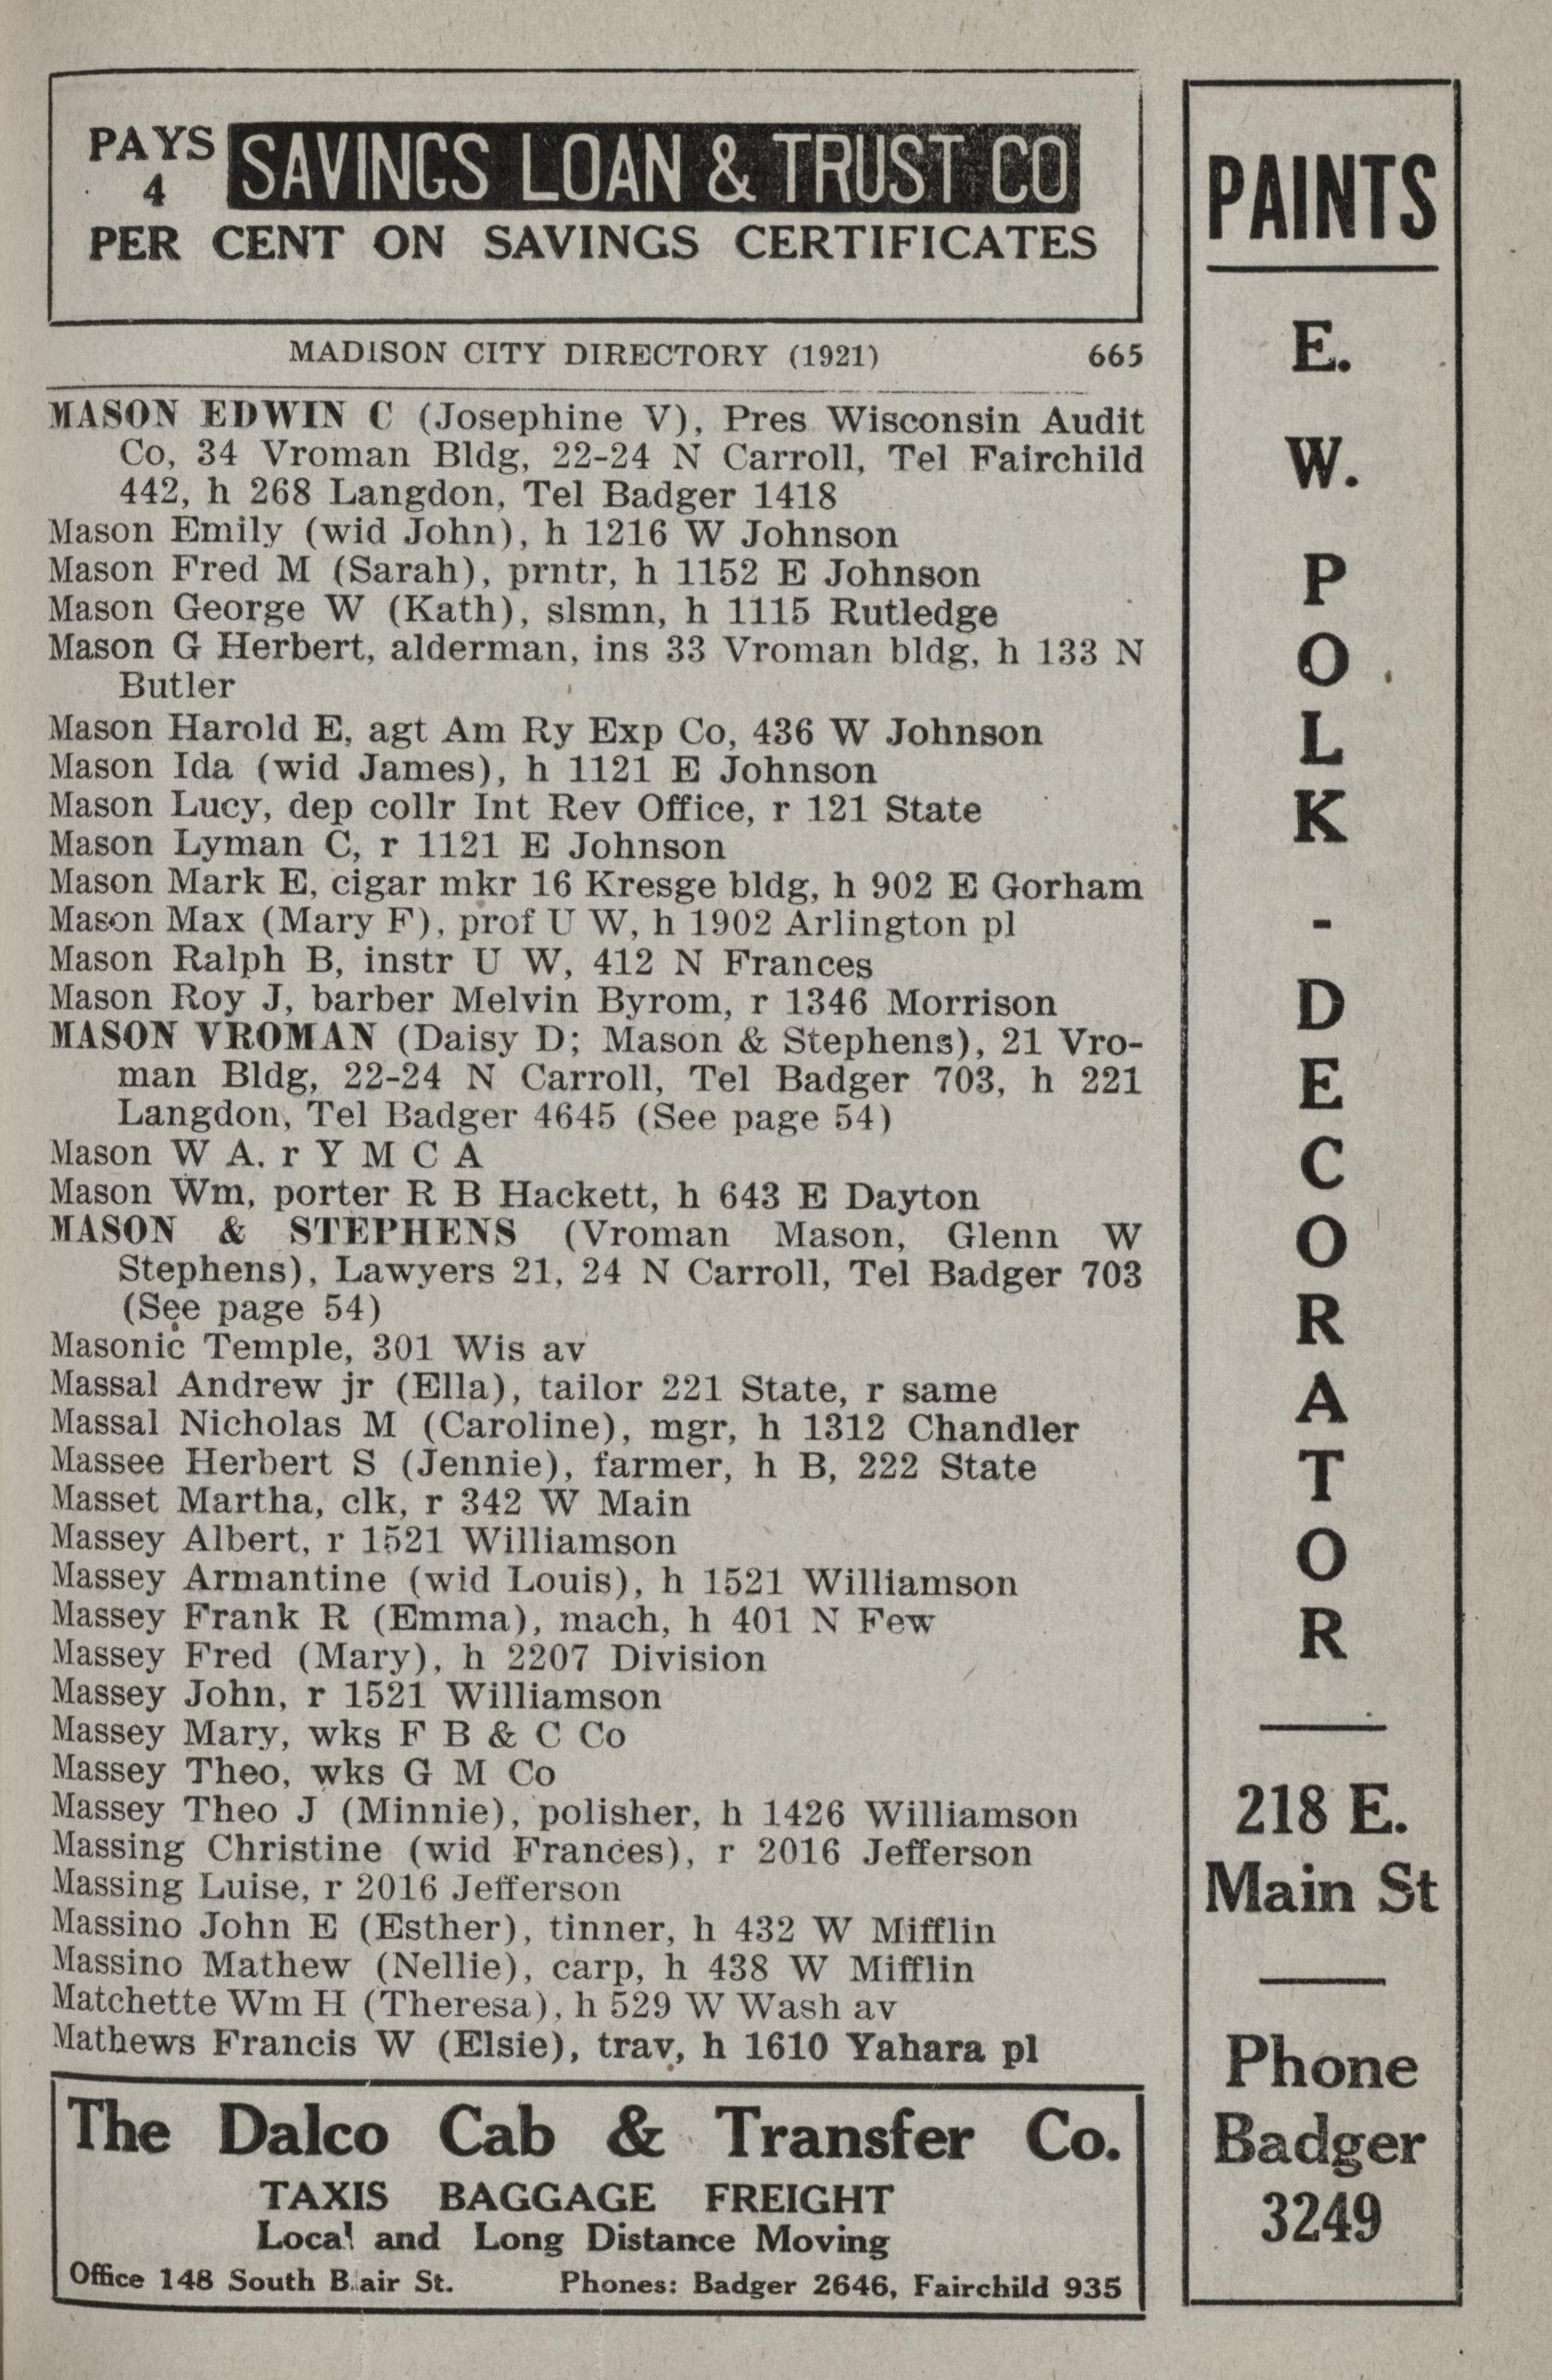 PAYS
4
SAVINGS LOAN & TRUST CO
PER CENT ON SAVINGS CERTIFICATES
MADISON CITY DIRECTORY (1921) 665
MASON EDWIN C (Josephine V), Pres Wisconsin Audit
Co, 34 Vroman Bldg, 22-24 N Carroll, Tel Fairchild
442, h 268 Langdon, Tel Badger 1418
Mason Emily (wid John), h 1216 W Johnson
Mason Fred M (Sarah), prntr, h 1152 E Johnson
Mason George W (Kath), slsmn, h 1115 Rutledge
Mason G Herbert, alderman, ins 33 Vroman bldg, h 133 N
Butler
Mason Harold E, agt Am Ry Exp Co, 436 W Johnson
Mason Ida (wid James), h 1121 E Johnson
Mason Lucy, dep collr Int Rev Office, r 121 State
Mason Lyman C, r 1121 E Johnson
Mason Mark E, cigar mkr 16 Kresge bldg, h 902 E Gorham
Mason Max (Mary F), prof U W, h 1902 Arlington pl
Mason Ralph B, instr U W, 412 N Frances
Mason Roy J, barber Melvin Byrom, r 1346 Morrison
MASON VROMAN (Daisy D; Mason & Stephens), 21 Vro-
man Bldg, 22-24 N Carroll, Tel Badger 703, h 221
Langdon, Tel Badger 4645 (See page 54)
Mason W A. r Y M C A
Mason Wm, porter R B Hackett, h 643 E Dayton
MASON & STEPHENS (Vroman Mason, Glenn W
Stephens), Lawyers 21, 24 N Carroll, Tel Badger 703
(See page 54)
Masonic Temple, 301 Wis av
Massal Andrew jr (Ella), tailor 221 State, r same
Massal Nicholas M (Caroline), mgr, h 1312 Chandler
Massee Herbert S (Jennie), farmer, h B, 222 State
Masset Martha, clk, r 342 W Main
Massey Albert, r 1521 Williamson
Massey Armantine (wid Louis), h 1521 Williamson
Massey Frank R (Emma), mach, h 401 N Few
Massey Fred (Mary), h 2207 Division
Massey John, r 1521 Williamson
Massey Mary, wks F B & C Co
Massey Theo, wks G M Co
Massey Theo J (Minnie), polisher, h 1426 Williamson
Massing Christine (wid Frances), r 2016 Jefferson
Massing Luise, r 2016 Jefferson
Massino John E (Esther), tinner, h 432 W Mifflin
Massino Mathew (Nellie), carp, h 438 W Mifflin
Matchette Wm H (Theresa), h 529 W Wash av
Mathews Francis W (Elsie), trav, h 1610 Yahara pl
The Dalco Cab & Transfer Co.
TAXIS BAGGAGE FREIGHT
Local and Long Distance Moving
Office 148 South Blair St. Phones: Badger 2646, Fairchild 935
PAINTS
E.
W.
P
O
L
K
-
D
E
C
O
R
A
T
O
R
218 E.
Main St
Phone
Badger
3249